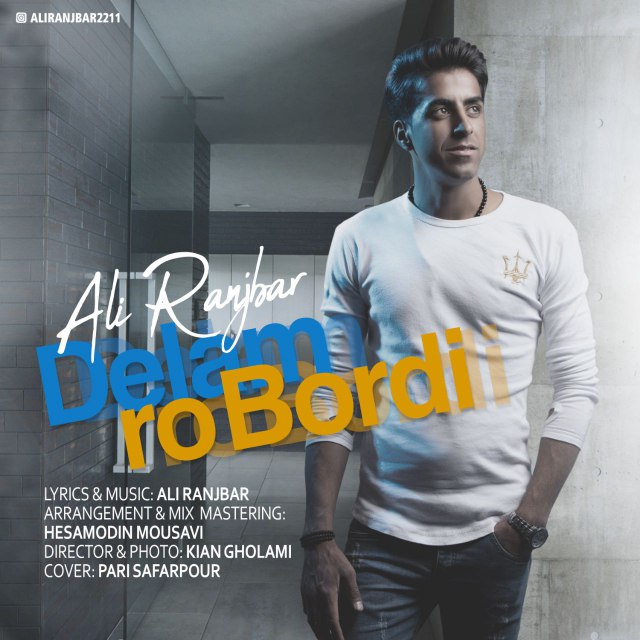 ALIRANJBAR2211
Ali Ranjbar
Delam
ro Bordi
LYRICS & MUSIC: ALI RANJBAR
ARRANGEMENT & MIX MASTERING:
HESAMODIN MOUSAVI
DIRECTOR & PHOTO: KIAN GHOLAMI
COVER: PARI SAFARPOUR